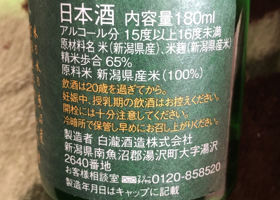 日本酒 内容量180ml
アルコール分 15度以上16度未満
原材料名 米(新潟県産)、米麹(新潟県産米)
精米歩合 65%
原料米 新潟県産米(100%)
飲酒は20歳を過ぎてから。
妊娠中、授乳期の飲酒はお控えください。
開栓には十分注意してください。
冷暗所で保管し早めにお召し上がりください。
製造者 白瀧酒造株式会社
新潟県南魚沼郡湯沢町大字湯沢
2640番地
お客様相談室 0120-858520
製造年月日はキャップに記載